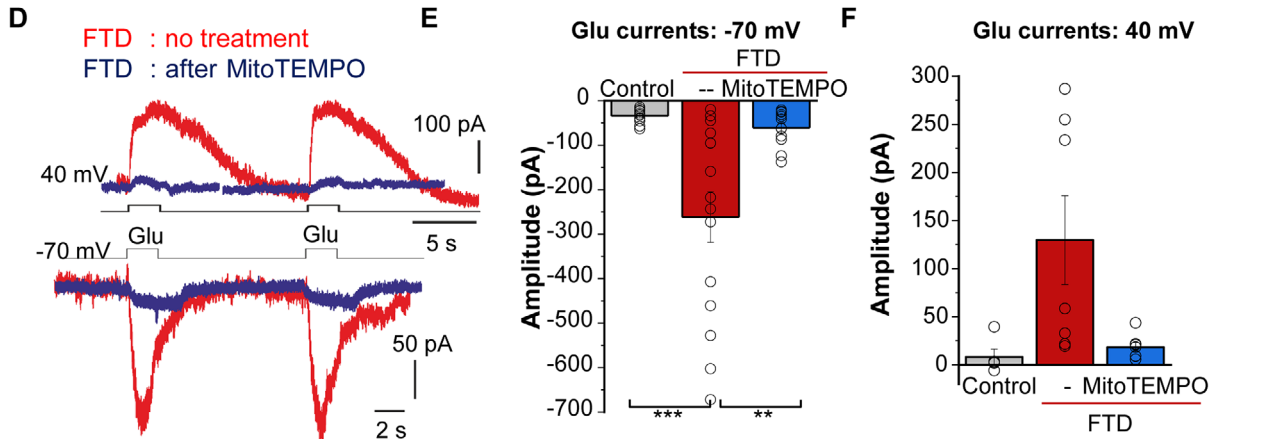 D
FTD : no treatment
FTD : after MitoTEMPO
100 pA
40 mV
5 s
Glu
Glu
-70 mV
50 pA
2 s
E
Glu currents: -70 mV
FTD
Control -- MitoTEMPO
Amplitude (pA)
0
-100
-200
-300
-400
-500
-600
-700
***
**
F
Glu currents: 40 mV
Amplitude (pA)
300
250
200
150
100
50
0
Control - MitoTEMPO
FTD